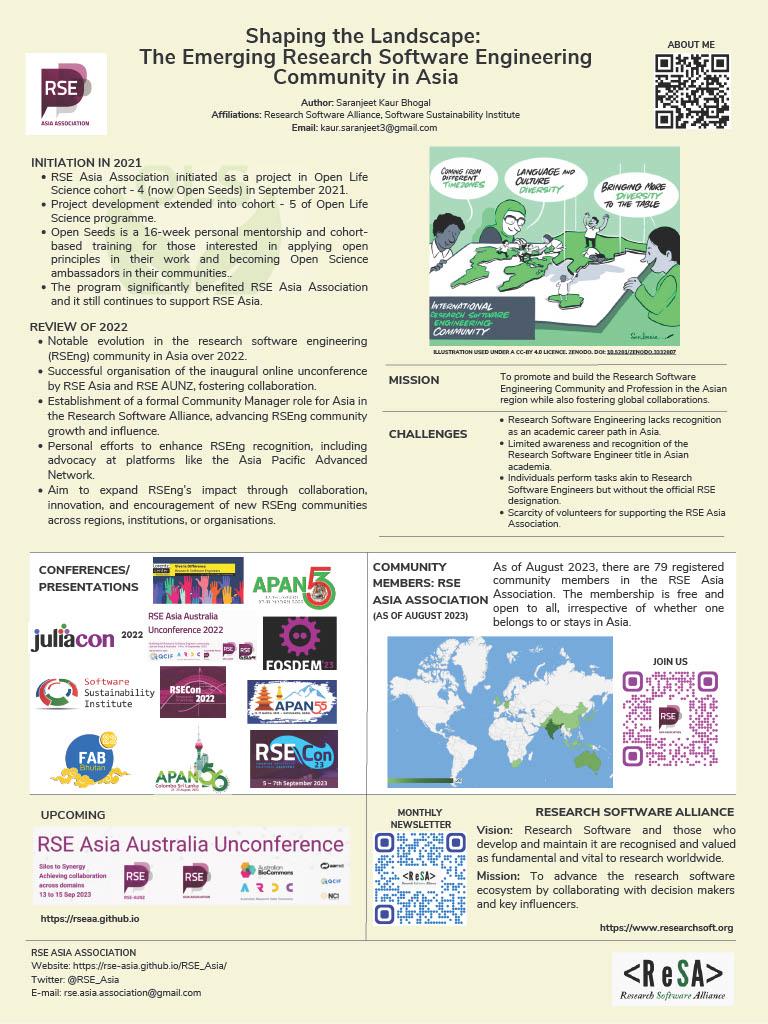 Shaping the Landscape:
The Emerging Research Software Engineering
Community in Asia
Author: Saranjeet Kaur Bhogal
Affiliations: Research Software Alliance, Software Sustainability Institute
Email: kaur.saranjeet3@gmail.com
RSE
ASIA ASSOCIATION
ABOUT ME
INITIATION IN 2021
• RSE Asia Association initiated as a project in Open Life
Science cohort - 4 (now Open Seeds) in September 2021.
• Project development extended into cohort - 5 of Open Life
Science programme.
• Open Seeds is a 16-week personal mentorship and cohort-
based training for those interested in applying open
principles in their work and becoming Open Science
ambassadors in their communities..
• The program significantly benefited RSE Asia Association
and it still continues to support RSE Asia.
REVIEW OF 2022
• Notable evolution in the research software engineering
(RSEng) community in Asia over 2022.
• Successful organisation of the inaugural online unconference
by RSE Asia and RSE AUNZ, fostering collaboration.
• Establishment of a formal Community Manager role for Asia in
the Research Software Alliance, advancing RSEng community
growth and influence.
• Personal efforts to enhance RSEng recognition, including
advocacy at platforms like the Asia Pacific Advanced
Network.
• Aim to expand RSEng's impact through collaboration,
innovation, and encouragement of new RSEng communities
across regions, institutions, or organisations.
COMING FROM
DIFFERENT
TIMEZONES
LANGUAGE AND
CULTURE
DIVERSITY
BRINGING MORE
DIVERSITY
TO THE TABLE
INTERNATIONAL
RESEARCH SOFTWARE
ENGINEERING
COMMUNITY
ILLUSTRATION USED UNDER A CC-BY 4.0 LICENCE. ZENODO. DOI: 10.5281/ZENODO.3332807
MISSION
To promote and build the Research Software
Engineering Community and Profession in the Asian
region while also fostering global collaborations.
CHALLENGES
• Research Software Engineering lacks recognition
as an academic career path in Asia.
• Limited awareness and recognition of the
Research Software Engineer title in Asian
academia.
• Individuals perform tasks akin to Research
Software Engineers but without the official RSE
designation.
• Scarcity of volunteers for supporting the RSE Asia
Association.
CONFERENCES/
PRESENTATIONS
Vive la différence
Research Software Engineers
APAN53
juliacon 2022
RSE Asia Australia
Unconference 2022
FOSDEM'23
Software
Sustainability
Institute
RSECon
2022
APAN55
FAB
Bhutan
APAN56
Colombo Sri Lanka
RSECon
23
5 – 7th September 2023
COMMUNITY
MEMBERS: RSE
ASIA ASSOCIATION
(AS OF AUGUST 2023)
As of August 2023, there are 79 registered
community members in the RSE Asia
Association. The membership is free and
open to all, irrespective of whether one
belongs to or stays in Asia.
JOIN US
RSE
UPCOMING
RSE Asia Australia Unconference
Silos to Synergy
Achieving collaboration
across domains
13 to 15 Sep 2023
RSE
RSE-AUNZ
RSE
ASIA ASSOCIATION
Australian
BioCommons
ARDC
QCIF
NCI
https://rseaa.github.io
MONTHLY
NEWSLETTER
<ReSA>
RESEARCH SOFTWARE ALLIANCE
Vision: Research Software and those who
develop and maintain it are recognised and valued
as fundamental and vital to research worldwide.
Mission: To advance the research software
ecosystem by collaborating with decision makers
and key influencers.
https://www.researchsoft.org
RSE ASIA ASSOCIATION
Website: https://rse-asia.github.io/RSE_Asia/
Twitter: @RSE_Asia
E-mail: rse.asia.association@gmail.com
<ReSA>
Research Software Alliance